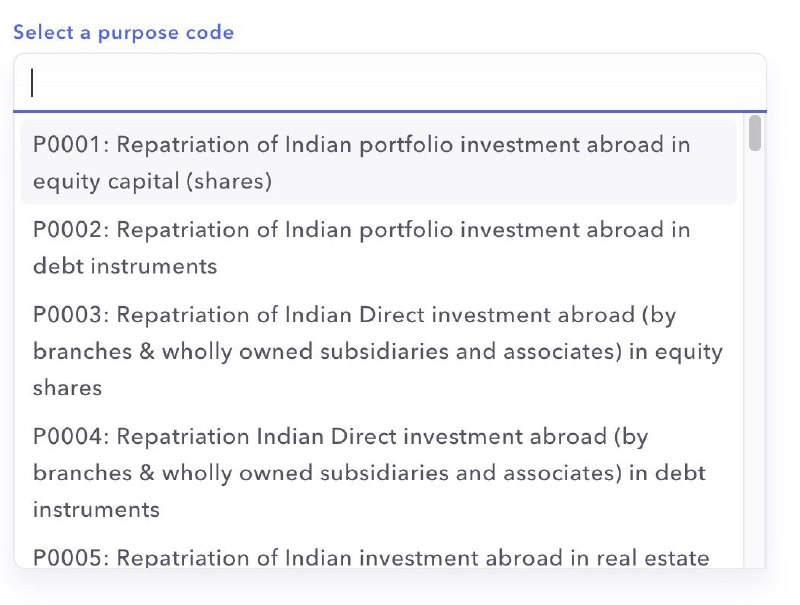 Select a purpose code
P0001: Repatriation of Indian portfolio investment abroad in
equity capital (shares)
P0002: Repatriation of Indian portfolio investment abroad in
debt instruments
P0003: Repatriation of Indian Direct investment abroad (by
branches & wholly owned subsidiaries and associates) in equity
shares
P0004: Repatriation Indian Direct investment abroad (by
branches & wholly owned subsidiaries and associates) in debt
instruments
P0005: Repatriation of Indian investment abroad in real estate